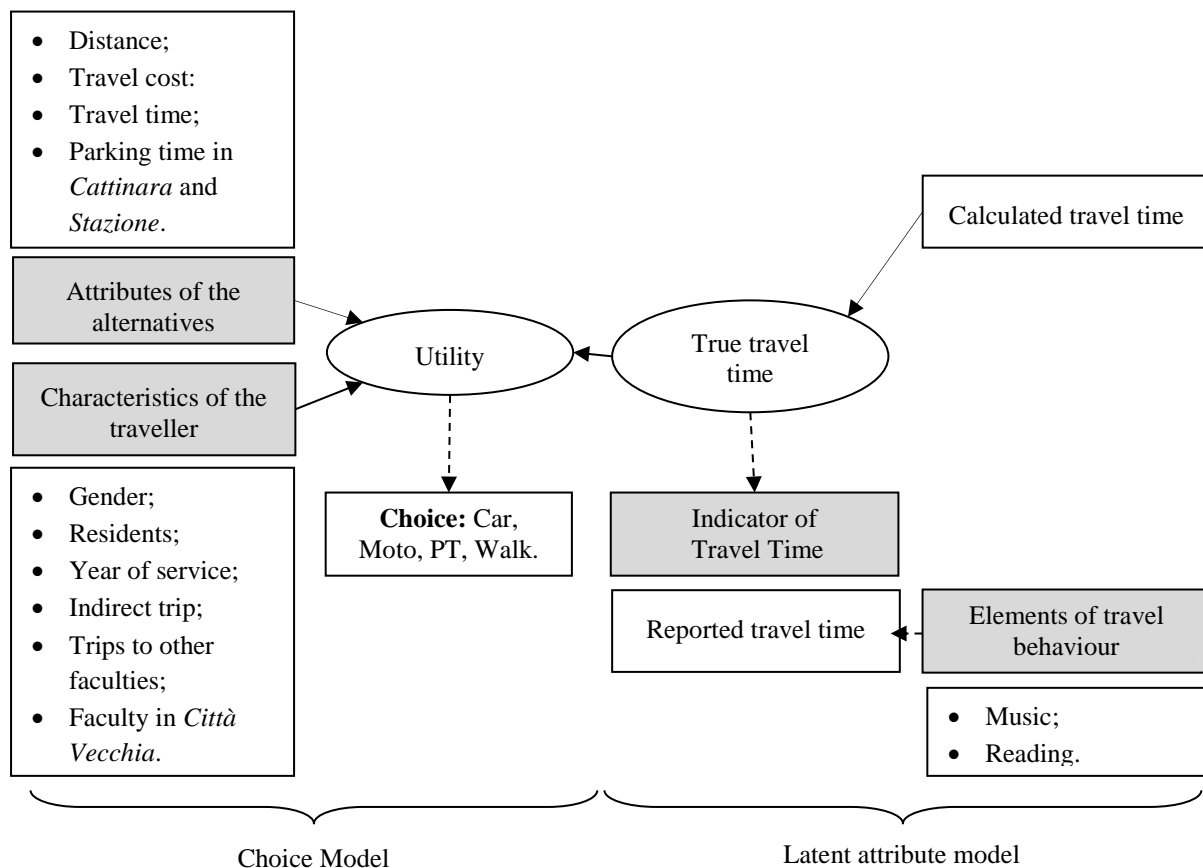 • Distance;
• Travel cost:
• Travel time;
• Parking time in
Cattinara and
Stazione.
Attributes of the
alternatives
Characteristics of the
traveller
• Gender;
• Residents;
• Year of service;
• Indirect trip;
• Trips to other
faculties;
• Faculty in Città
Vecchia.
Utility
Choice: Car,
Moto, PT, Walk.
True travel
time
Calculated travel time
Indicator of
Travel Time
Reported travel time
Elements of travel
behaviour
• Music;
• Reading.
Choice Model
Latent attribute model